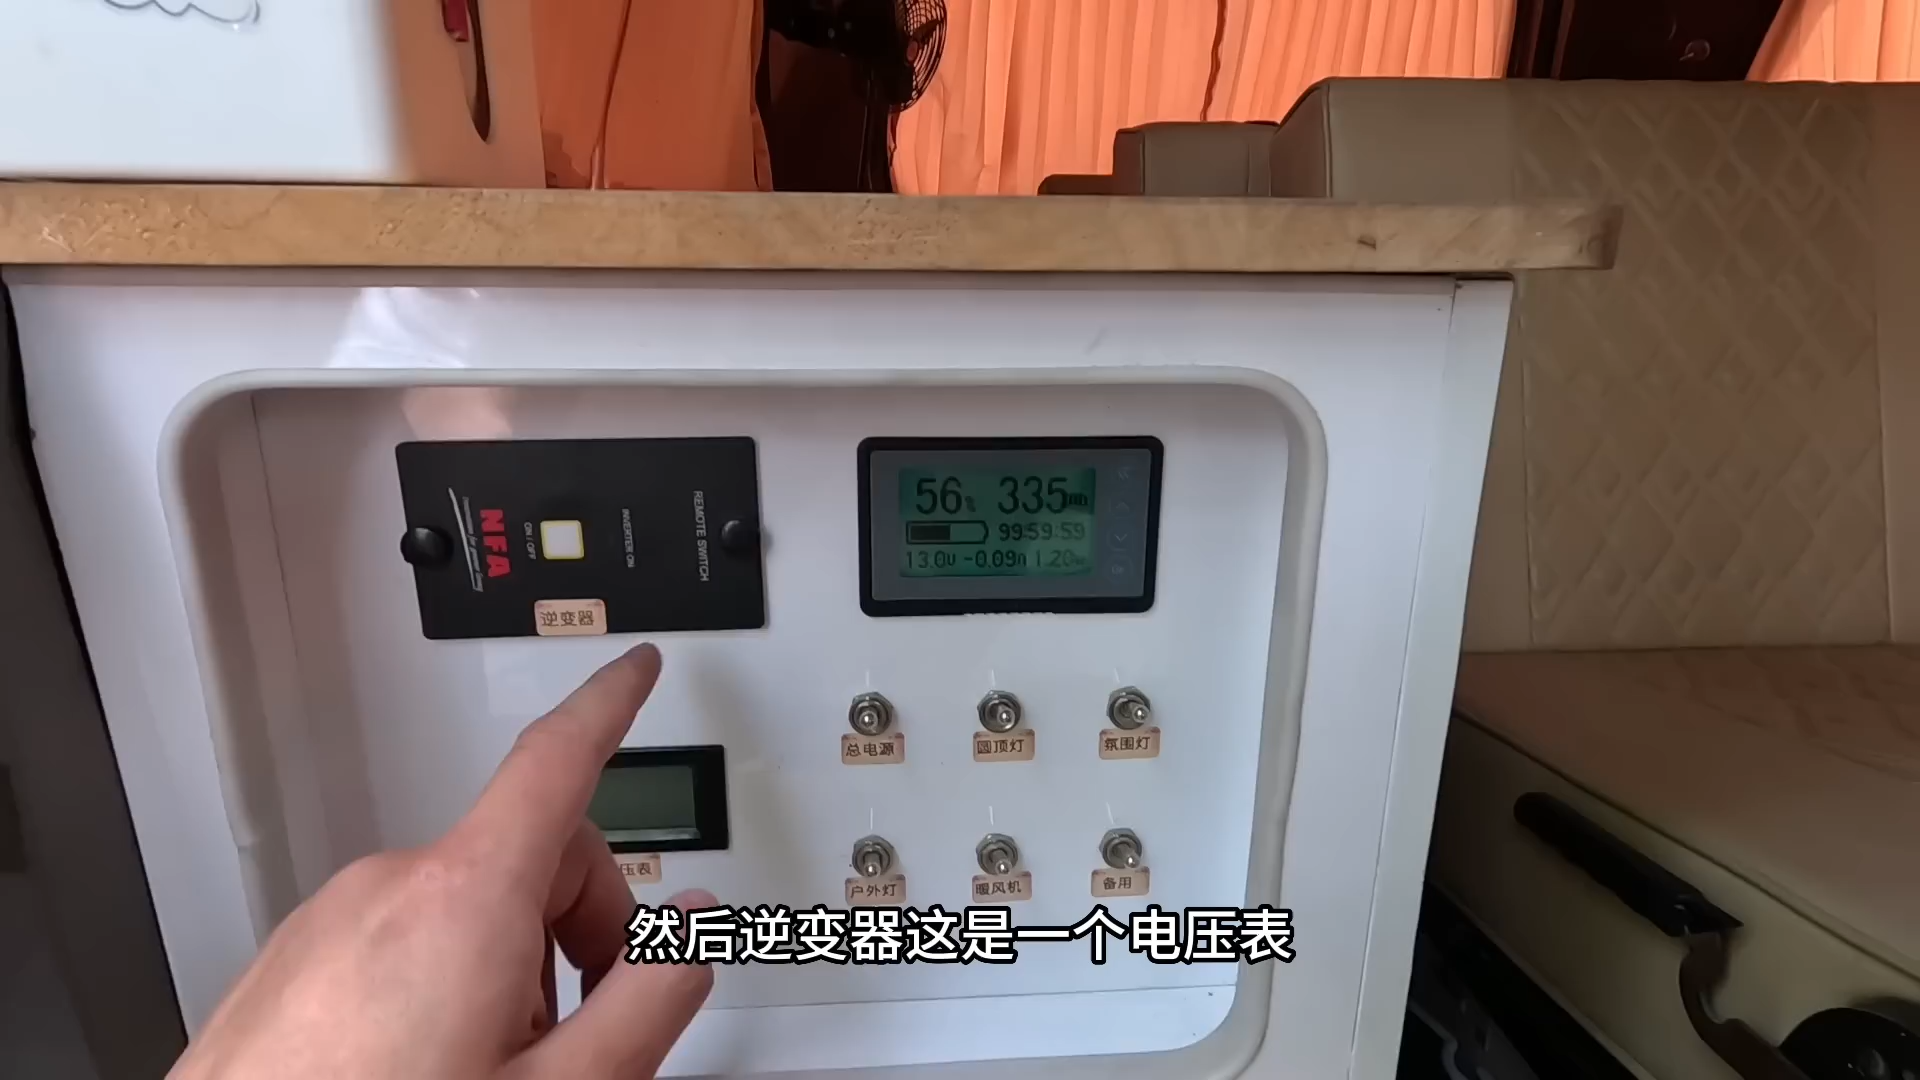 REMOTE SWITCH
INVERTER ON
ON / OFF
NFA
逆变器
56% 335Ah
99:59:59
13.0V -0.09A 1.20
总电源
圆顶灯
氛围灯
压表
户外灯
暖风机
备用
然后逆变器这是一个电压表